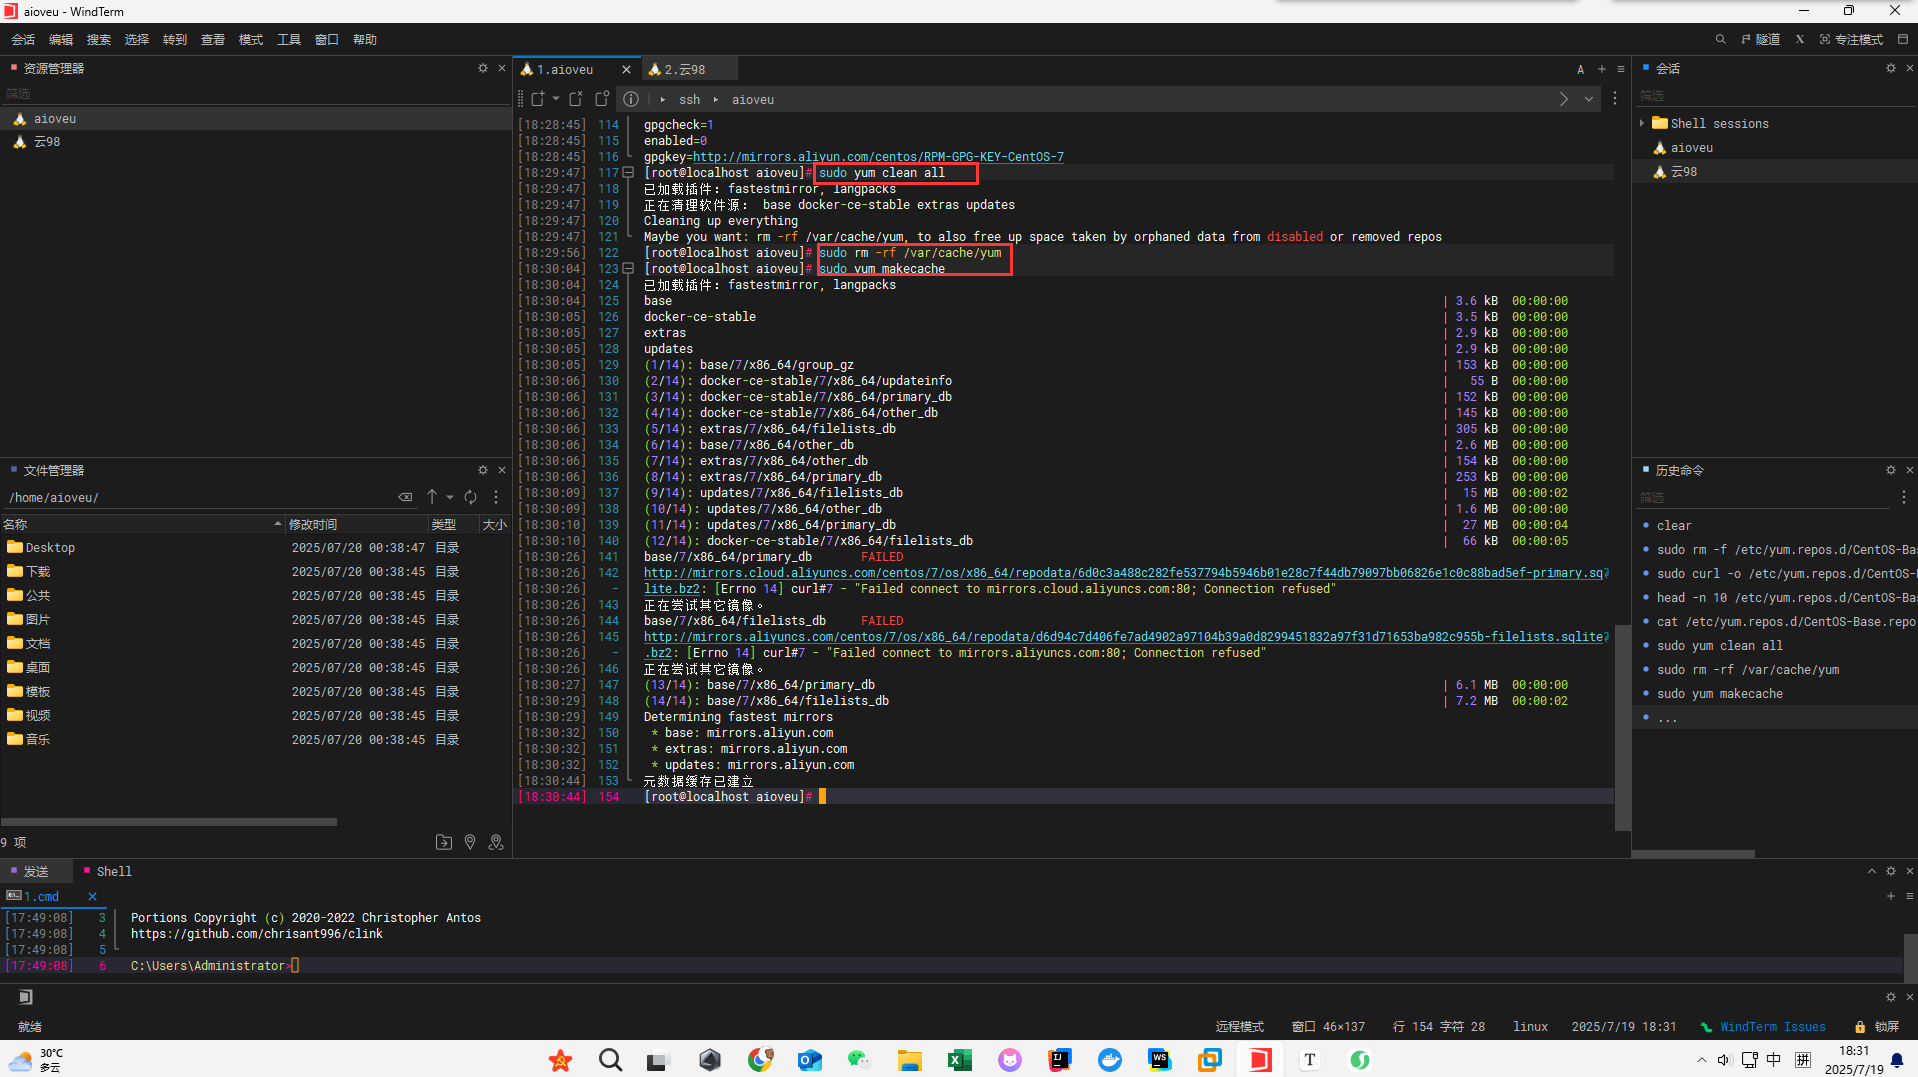 aioveu - WindTerm
会话 编辑 搜索 选择 转到 查看 模式 工具 窗口 帮助
隧道 X 专注模式
资源管理器
筛选
aioveu
云98
1.aioveu
2.云98
A
ssh aioveu
[18:28:45] 114 gpgcheck=1
[18:28:45] 115 enabled=0
[18:28:45] 116 gpgkey=http://mirrors.aliyun.com/centos/RPM-GPG-KEY-CentOS-7
[18:29:47] 117 [root@localhost aioveu]# sudo yum clean all
[18:29:47] 118 已加载插件: fastestmirror, langpacks
[18:29:47] 119 正在清理软件源: base docker-ce-stable extras updates
[18:29:47] 120 Cleaning up everything
[18:29:47] 121 Maybe you want: rm -rf /var/cache/yum, to also free up space taken by orphaned data from disabled or removed repos
[18:29:56] 122 [root@localhost aioveu]# sudo rm -rf /var/cache/yum
[18:30:04] 123 [root@localhost aioveu]# sudo yum makecache
[18:30:04] 124 已加载插件: fastestmirror, langpacks
[18:30:04] 125 base | 3.6 kB 00:00:00
[18:30:05] 126 docker-ce-stable | 3.5 kB 00:00:00
[18:30:05] 127 extras | 2.9 kB 00:00:00
[18:30:05] 128 updates | 2.9 kB 00:00:00
[18:30:05] 129 (1/14): base/7/x86_64/group_gz | 153 kB 00:00:00
[18:30:06] 130 (2/14): docker-ce-stable/7/x86_64/updateinfo | 55 B 00:00:00
[18:30:06] 131 (3/14): docker-ce-stable/7/x86_64/primary_db | 152 kB 00:00:00
[18:30:06] 132 (4/14): docker-ce-stable/7/x86_64/other_db | 145 kB 00:00:00
[18:30:06] 133 (5/14): extras/7/x86_64/filelists_db | 305 kB 00:00:00
[18:30:06] 134 (6/14): base/7/x86_64/other_db | 2.6 MB 00:00:00
[18:30:06] 135 (7/14): extras/7/x86_64/other_db | 154 kB 00:00:00
[18:30:06] 136 (8/14): extras/7/x86_64/primary_db | 253 kB 00:00:00
[18:30:09] 137 (9/14): updates/7/x86_64/filelists_db | 15 MB 00:00:02
[18:30:09] 138 (10/14): updates/7/x86_64/other_db | 1.6 MB 00:00:00
[18:30:10] 139 (11/14): updates/7/x86_64/primary_db | 27 MB 00:00:04
[18:30:10] 140 (12/14): docker-ce-stable/7/x86_64/filelists_db | 66 kB 00:00:05
[18:30:26] 141 base/7/x86_64/primary_db FAILED
[18:30:26] 142 http://mirrors.cloud.aliyuncs.com/centos/7/os/x86_64/repodata/6d0c3a488c282fe537794b5946b01e28c7f44db79097bb06826e1c0c88bad5ef-primary.sq
[18:30:26] - lite.bz2: [Errno 14] curl#7 - "Failed connect to mirrors.cloud.aliyuncs.com:80; Connection refused"
[18:30:26] 143 正在尝试其它镜像。
[18:30:26] 144 base/7/x86_64/filelists_db FAILED
[18:30:26] 145 http://mirrors.aliyuncs.com/centos/7/os/x86_64/repodata/d6d94c7d406fe7ad4902a97104b39a0d8299451832a97f31d71653ba982c955b-filelists.sqlite
[18:30:26] - .bz2: [Errno 14] curl#7 - "Failed connect to mirrors.aliyuncs.com:80; Connection refused"
[18:30:26] 146 正在尝试其它镜像。
[18:30:27] 147 (13/14): base/7/x86_64/primary_db | 6.1 MB 00:00:00
[18:30:29] 148 (14/14): base/7/x86_64/filelists_db | 7.2 MB 00:00:02
[18:30:29] 149 Determining fastest mirrors
[18:30:32] 150 * base: mirrors.aliyun.com
[18:30:32] 151 * extras: mirrors.aliyun.com
[18:30:32] 152 * updates: mirrors.aliyun.com
[18:30:44] 153 元数据缓存已建立
[18:30:44] 154 [root@localhost aioveu]#
文件管理器
/home/aioveu/
名称 修改时间 类型 大小
Desktop 2025/07/20 00:38:47 目录
下载 2025/07/20 00:38:45 目录
公共 2025/07/20 00:38:45 目录
图片 2025/07/20 00:38:45 目录
文档 2025/07/20 00:38:45 目录
桌面 2025/07/20 00:38:45 目录
模板 2025/07/20 00:38:45 目录
视频 2025/07/20 00:38:45 目录
音乐 2025/07/20 00:38:45 目录
9 项
会话
筛选
Shell sessions
aioveu
云98
历史命令
筛选
clear
sudo rm -f /etc/yum.repos.d/CentOS-Ba
sudo curl -o /etc/yum.repos.d/CentOS-
head -n 10 /etc/yum.repos.d/CentOS-Ba
cat /etc/yum.repos.d/CentOS-Base.repo
sudo yum clean all
sudo rm -rf /var/cache/yum
sudo yum makecache
...
发送 Shell
1.cmd
[17:49:08] 3 Portions Copyright (c) 2020-2022 Christopher Antos
[17:49:08] 4 https://github.com/chrisant996/clink
[17:49:08] 5
[17:49:08] 6 C:\Users\Administrator>
就绪
远程模式 窗口 46×137 行 154 字符 28 linux 2025/7/19 18:31 WindTerm Issues 锁屏
30°C
多云
IJ
WS
T
中 拼
18:31
2025/7/19